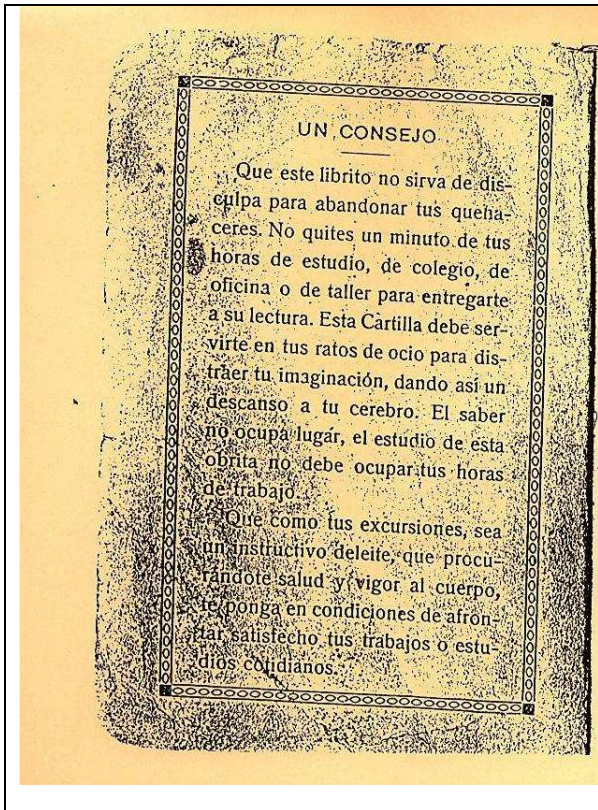 UN CONSEJO
Que este librito no sirva de dis-
culpa para abandonar tus queha-
ceres. No quites un minuto de tus
horas de estudio, de colegio, de
oficina o de taller para entregarte
a su lectura. Esta Cartilla debe ser-
virte en tus ratos de ocio para dis-
traer tu imaginación, dando asi un
descanso a tu cerebro. El saber
no ocupa lugar, el estudio de esta
obrita no debe ocupar tus horas
de trabajo.
Que como tus excursiones, sea
un instructivo deleite, que procu-
rándote salud y vigor al cuerpo,
te ponga en condiciones de afron-
tar satisfecho tus trabajos o estu-
dios cotidianos.